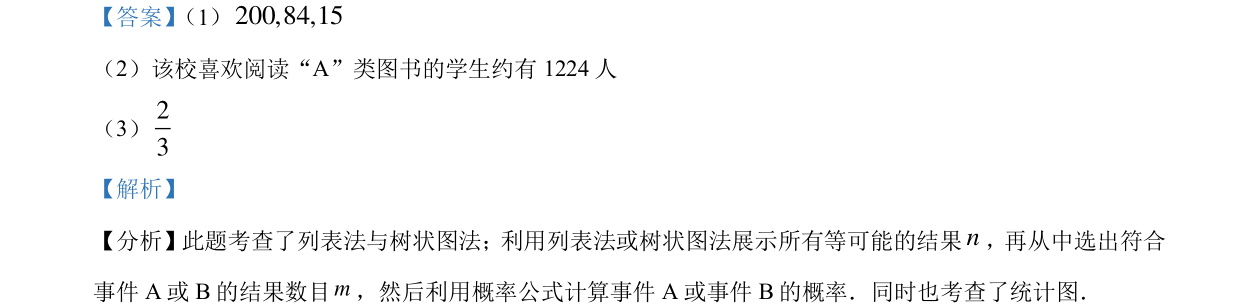 【答案】（1）200,84,15
（2）该校喜欢阅读“A”类图书的学生约有 1224 人
（3）2/3
【解析】
【分析】此题考查了列表法与树状图法；利用列表法或树状图法展示所有等可能的结果 n ，再从中选出符合
事件 A 或 B 的结果数目 m ，然后利用概率公式计算事件 A 或事件 B 的概率．同时也考查了统计图．